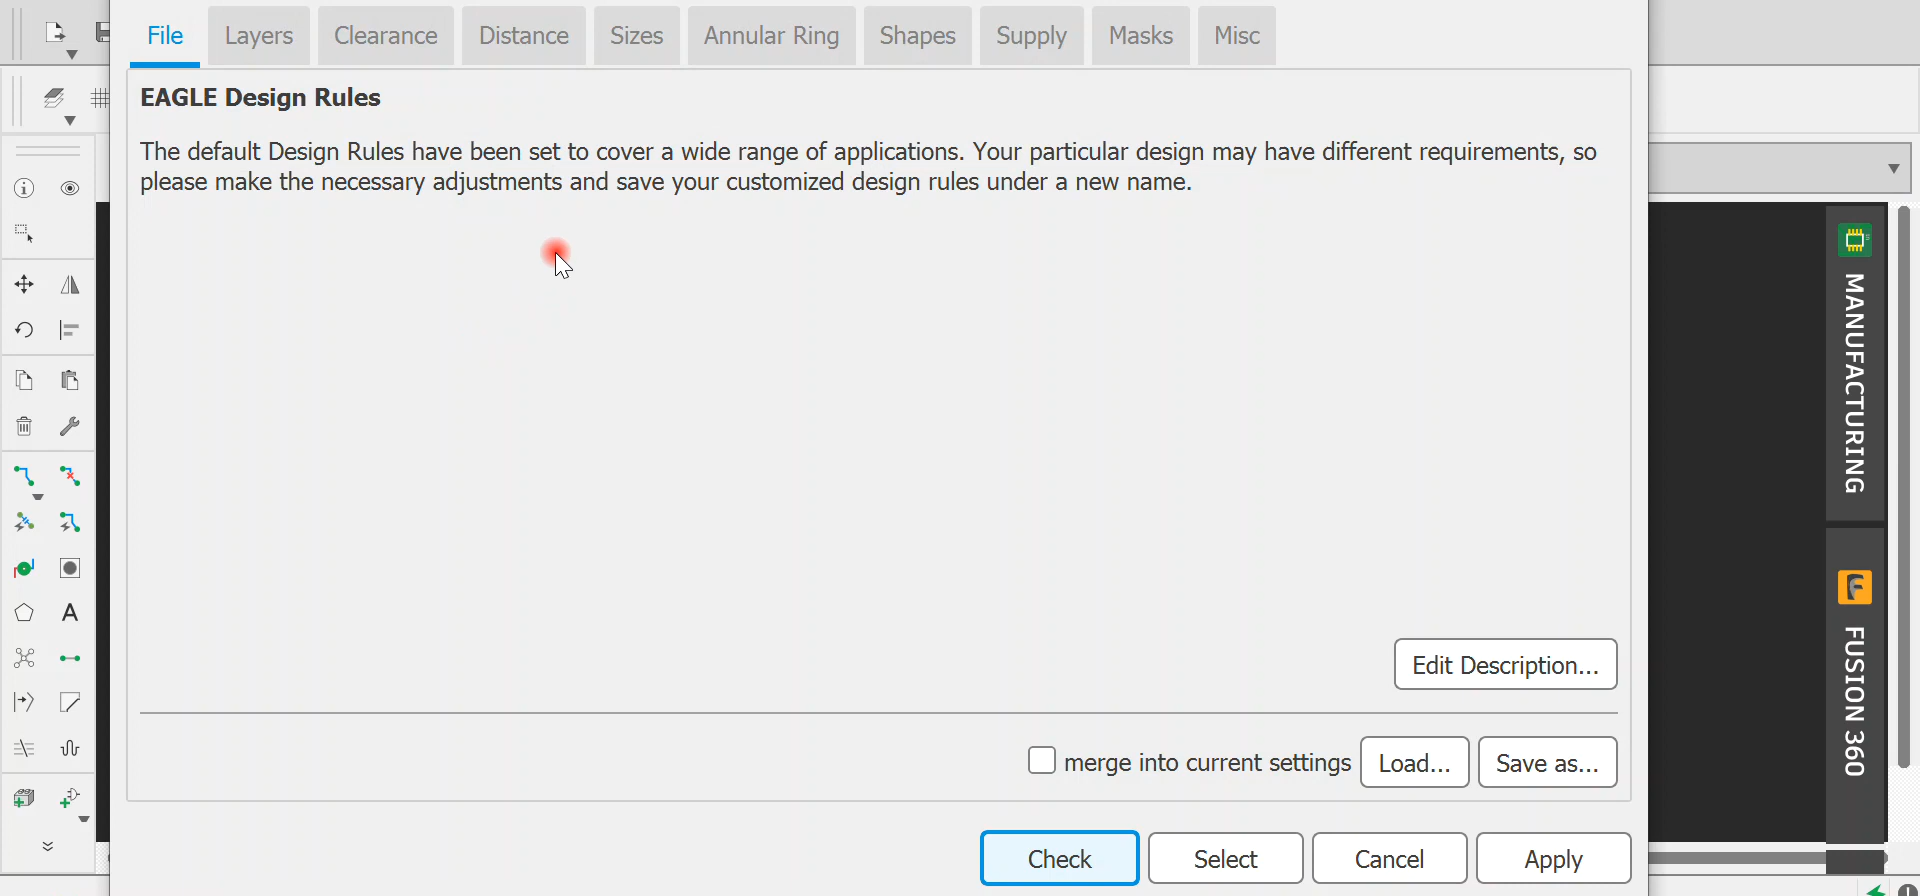 File Layers Clearance Distance Sizes Annular Ring Shapes Supply Masks Misc
EAGLE Design Rules
The default Design Rules have been set to cover a wide range of applications. Your particular design may have different requirements, so
please make the necessary adjustments and save your customized design rules under a new name.
Edit Description...
merge into current settings Load... Save as...
Check Select Cancel Apply
MANUFACTURING
FUSION 360